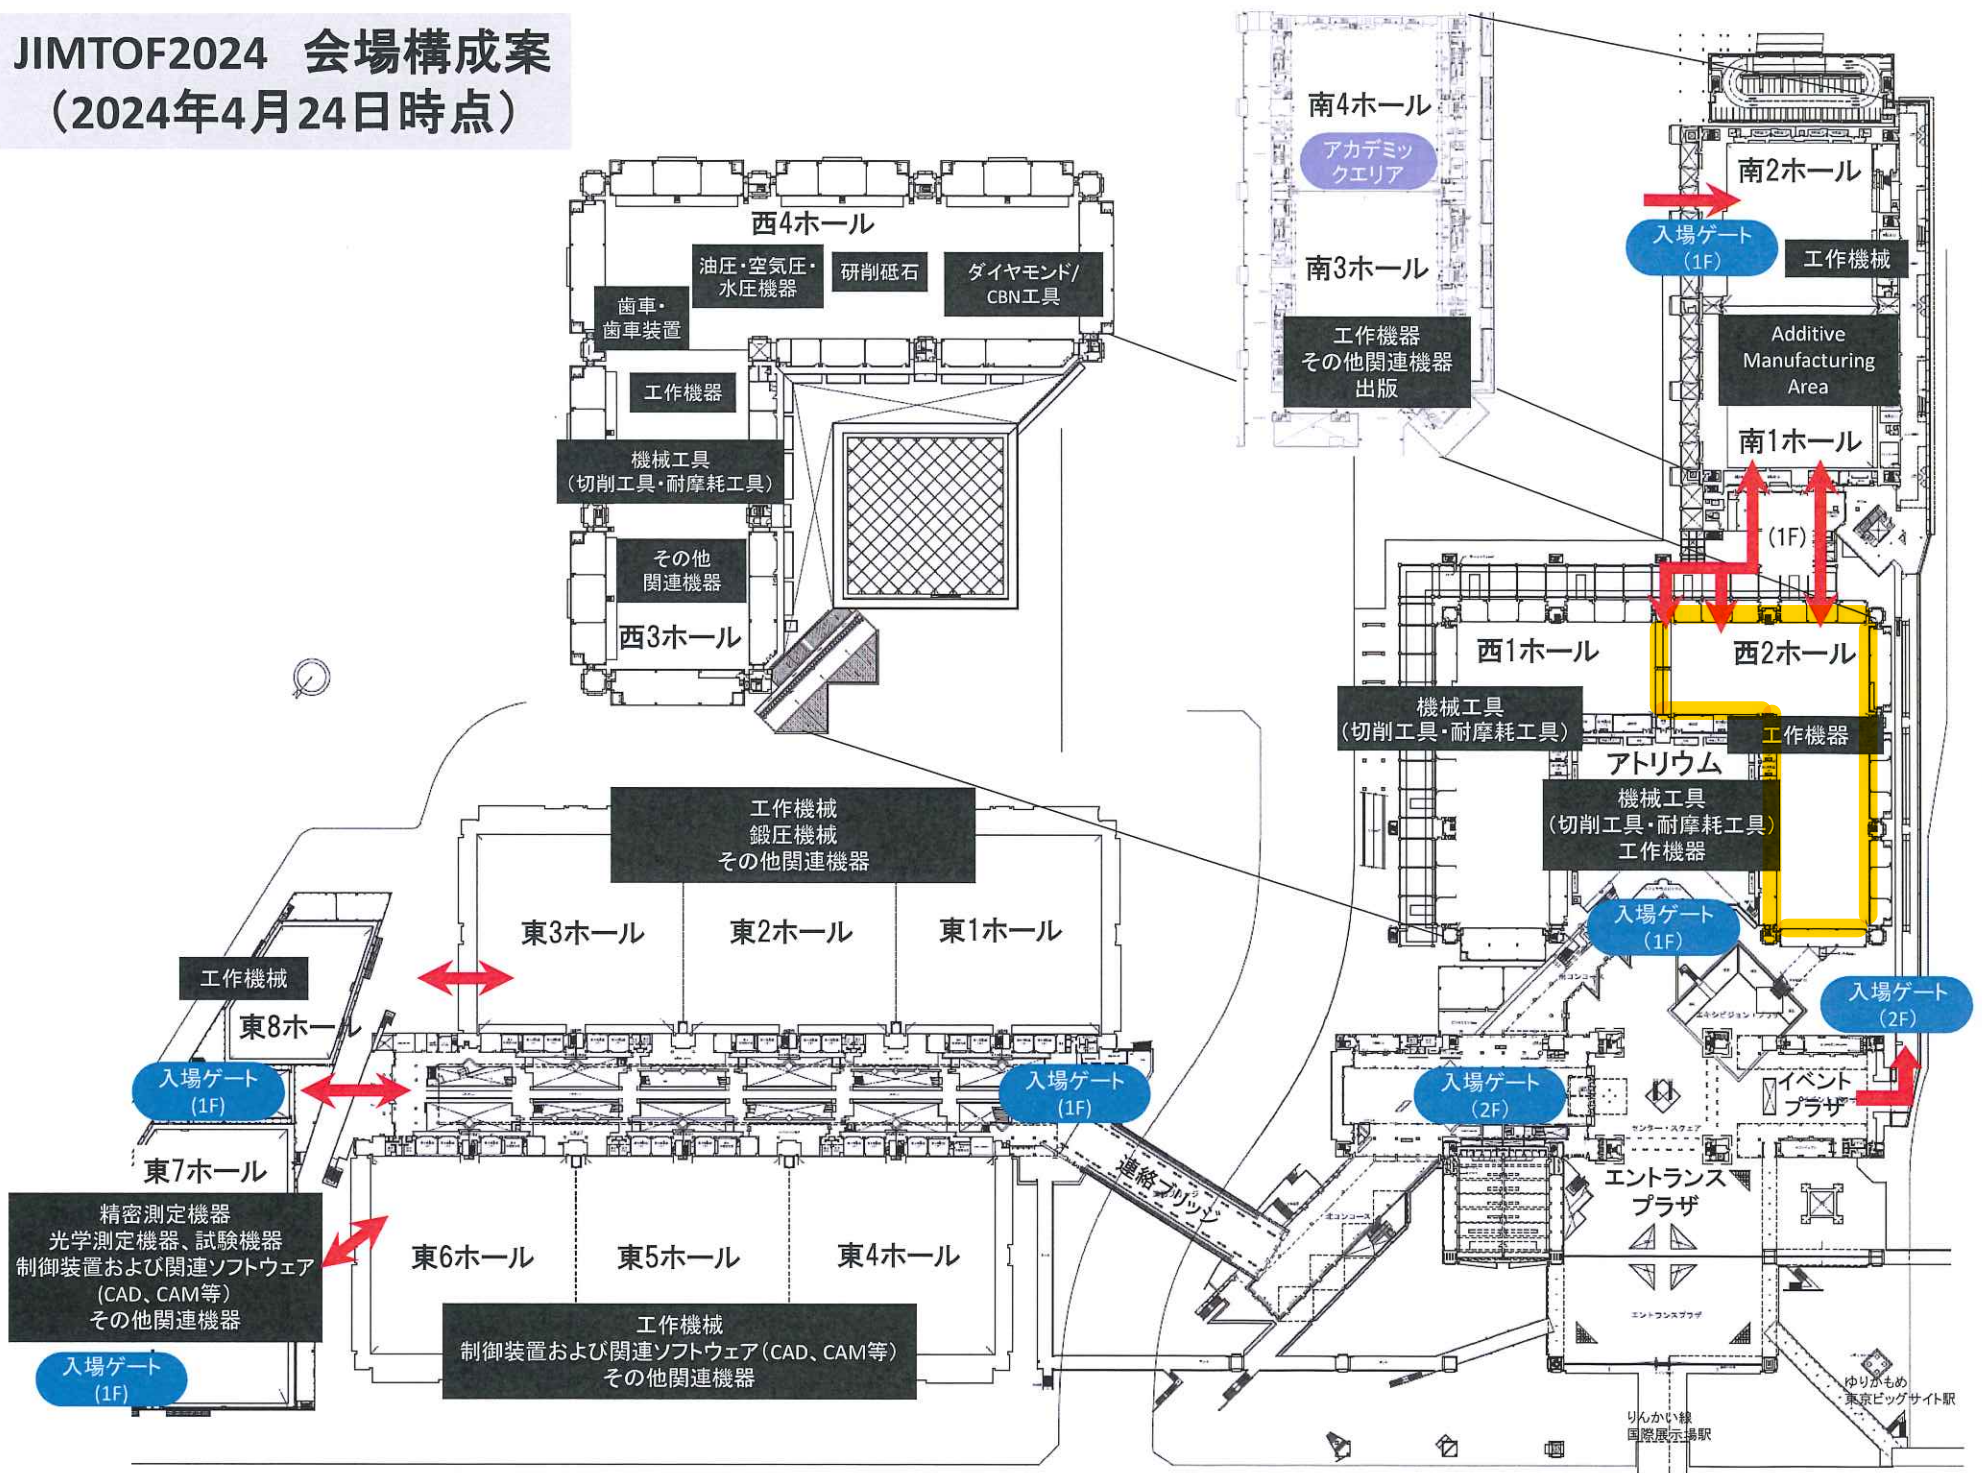 JIMTOF2024 会場構成案
（2024年4月24日時点）
南4ホール
アカデミッ
クエリア
南3ホール
工作機器
その他関連機器
出版
南2ホール
入場ゲート
（1F）
工作機械
Additive
Manufacturing
Area
南1ホール
（1F）
西4ホール
油圧・空気圧・
水圧機器
研削砥石
ダイヤモンド/
CBN工具
歯車・
歯車装置
工作機器
機械工具
（切削工具・耐摩耗工具）
その他
関連機器
西3ホール
西1ホール
西2ホール
機械工具
（切削工具・耐摩耗工具）
工作機器
アトリウム
機械工具
（切削工具・耐摩耗工具）
工作機器
入場ゲート
（1F）
入場ゲート
（2F）
工作機械
鍛圧機械
その他関連機器
東3ホール
東2ホール
東1ホール
工作機械
東8ホール
入場ゲート
(1F)
入場ゲート
(1F)
入場ゲート
（2F）
イベント
プラザ
センター・スクェア
エントランス
プラザ
連絡ブリッジ
東7ホール
精密測定機器
光学測定機器、試験機器
制御装置および関連ソフトウェア
(CAD、CAM等）
その他関連機器
入場ゲート
(1F)
東6ホール
東5ホール
東4ホール
工作機械
制御装置および関連ソフトウェア（CAD、CAM等）
その他関連機器
エントランスプラザ
ゆりかもめ
東京ビッグサイト駅
りんかい線
国際展示場駅